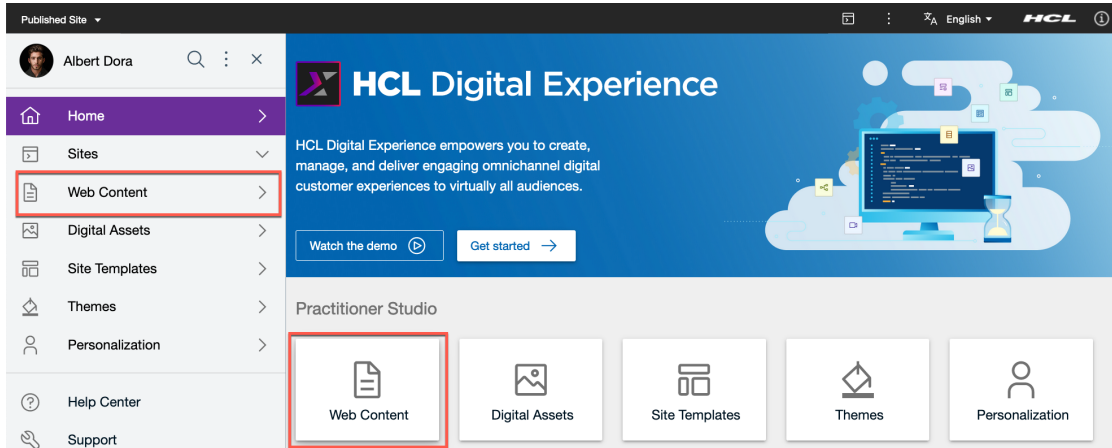 Published Site
English
HCL
Albert Dora
Home
Sites
Web Content
Digital Assets
Site Templates
Themes
Personalization
Help Center
Support
HCL Digital Experience
HCL Digital Experience empowers you to create,
manage, and deliver engaging omnichannel digital
customer experiences to virtually all audiences.
Watch the demo
Get started
Practitioner Studio
Web Content
Digital Assets
Site Templates
Themes
Personalization